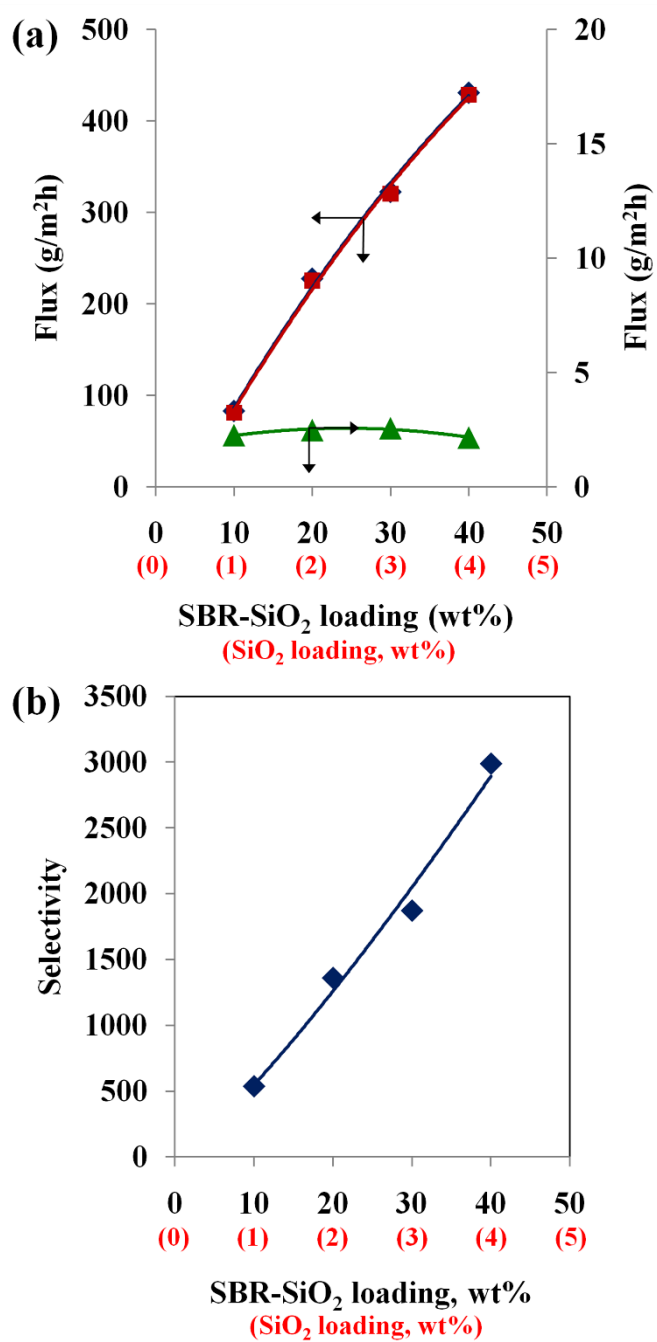 (a)
500
400
300
200
100
0
Flux (g/m²h)
20
15
10
5
0
Flux (g/m²h)
0 10 20 30 40 50
(0) (1) (2) (3) (4) (5)
SBR-SiO₂ loading (wt%)
(SiO₂ loading, wt%)
(b)
3500
3000
2500
2000
1500
1000
500
0
Selectivity
0 10 20 30 40 50
(0) (1) (2) (3) (4) (5)
SBR-SiO₂ loading, wt%
(SiO₂ loading, wt%)